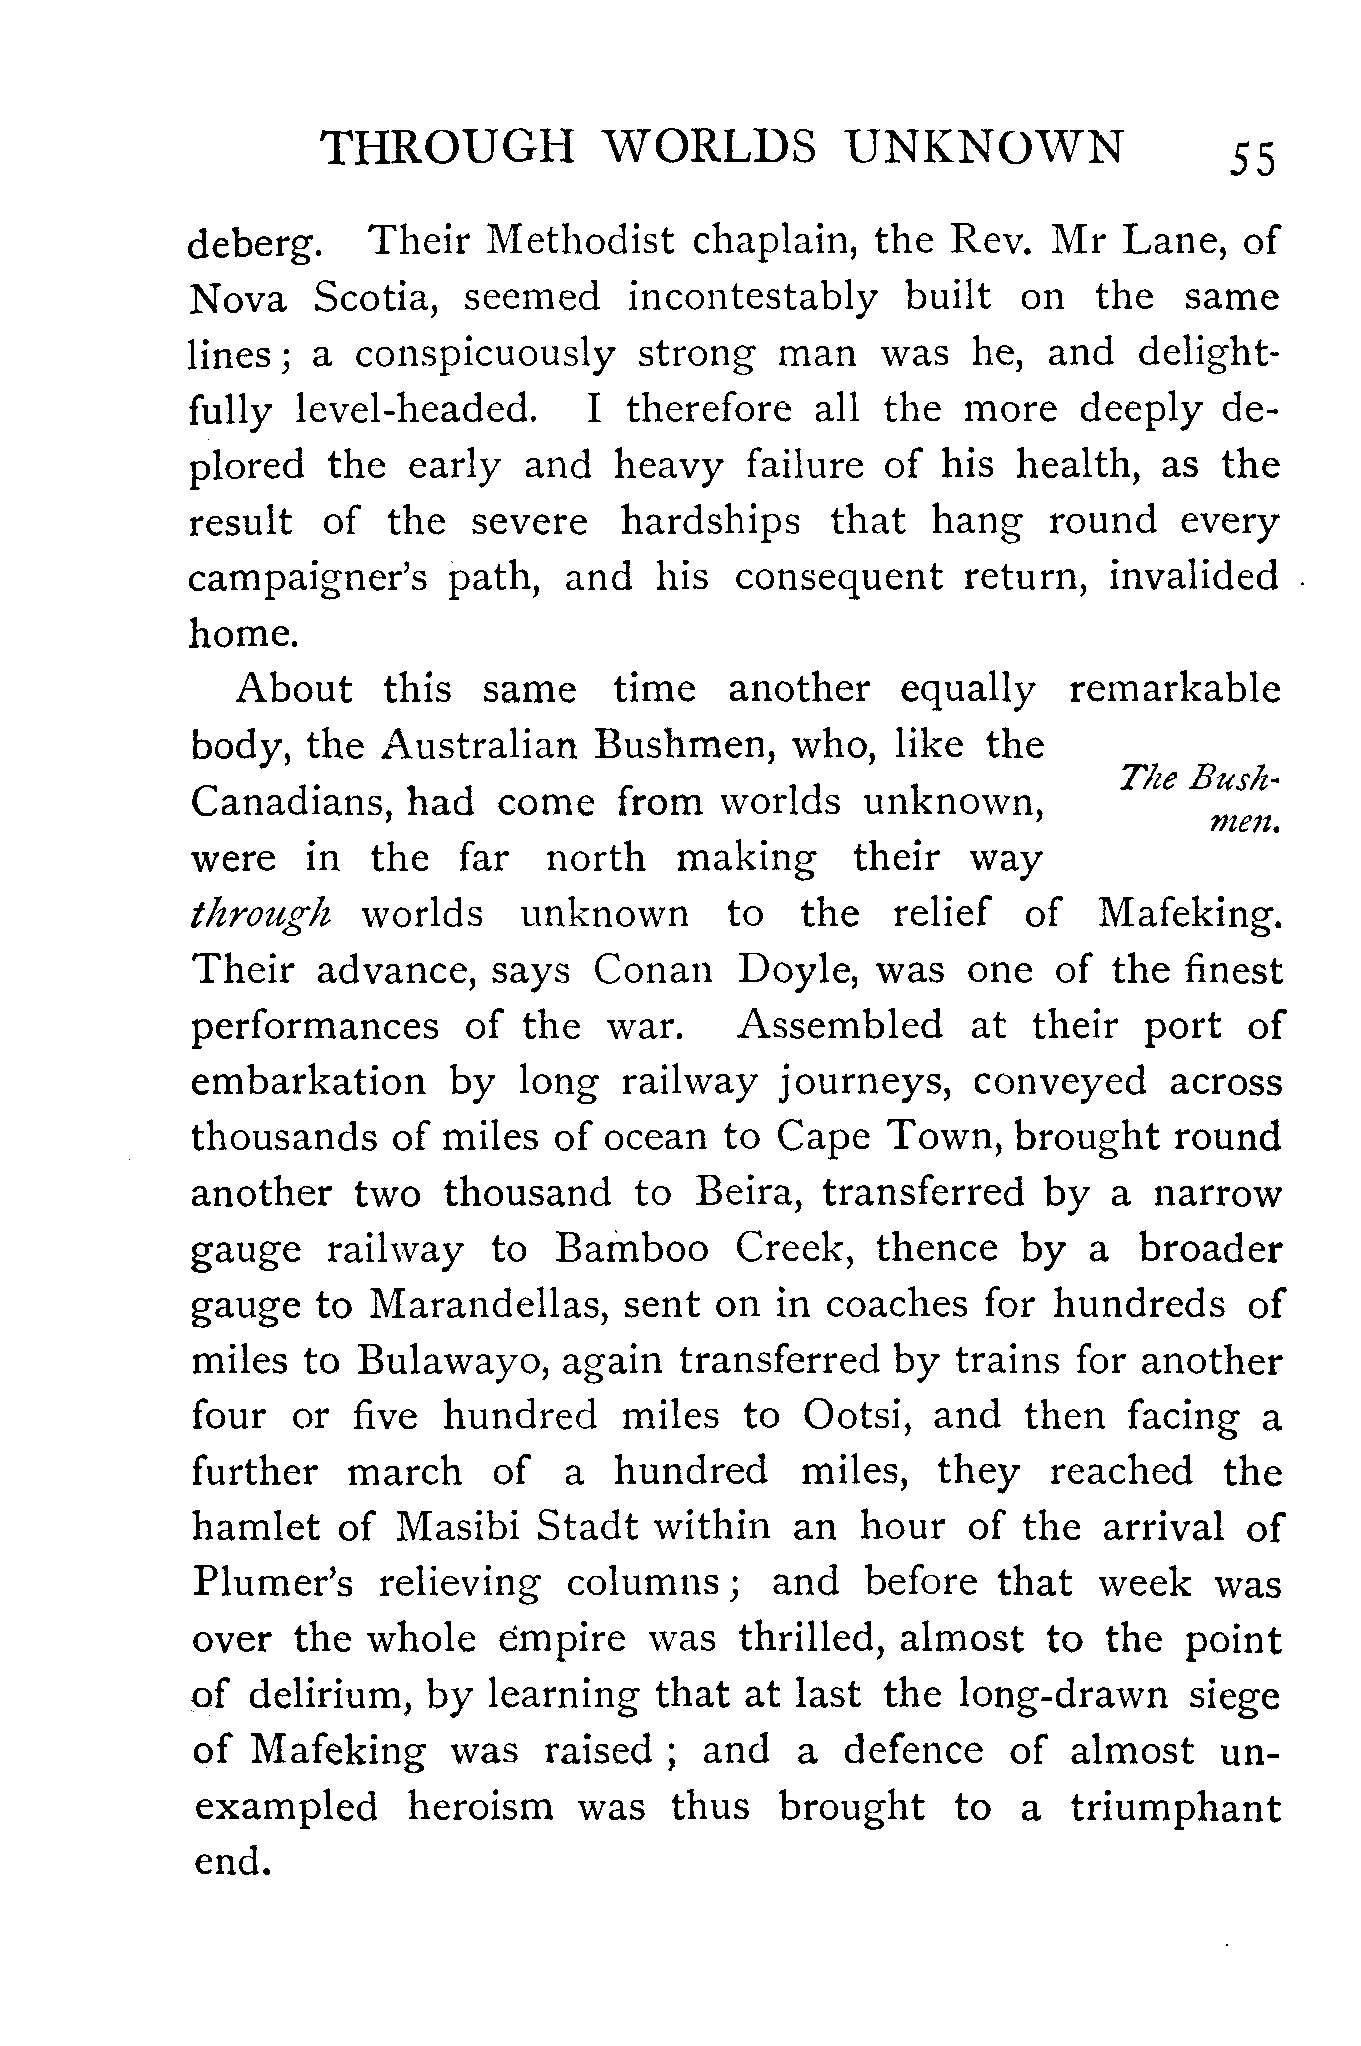 THROUGH WORLDS UNKNOWN 55
deberg. Their Methodist chaplain, the Rev. Mr Lane, of
Nova Scotia, seemed incontestably built on the same
lines; a conspicuously strong man was he, and delight-
fully level-headed. I therefore all the more deeply de-
plored the early and heavy failure of his health, as the
result of the severe hardships that hang round every
campaigner's path, and his consequent return, invalided
home.
About this same time another equally remarkable
body, the Australian Bushmen, who, like the
Canadians, had come from worlds unknown,
were in the far north making their way
The Bush-
men.
through worlds unknown to the relief of Mafeking.
Their advance, says Conan Doyle, was one of the finest
performances of the war. Assembled at their port of
embarkation by long railway journeys, conveyed across
thousands of miles of ocean to Cape Town, brought round
another two thousand to Beira, transferred by a narrow
gauge railway to Bamboo Creek, thence by a broader
gauge to Marandellas, sent on in coaches for hundreds of
miles to Bulawayo, again transferred by trains for another
four or five hundred miles to Ootsi, and then facing a
further march of a hundred miles, they reached the
hamlet of Masibi Stadt within an hour of the arrival of
Plumer's relieving columns; and before that week was
over the whole empire was thrilled, almost to the point
of delirium, by learning that at last the long-drawn siege
of Mafeking was raised; and a defence of almost un-
exampled heroism was thus brought to a triumphant
end.